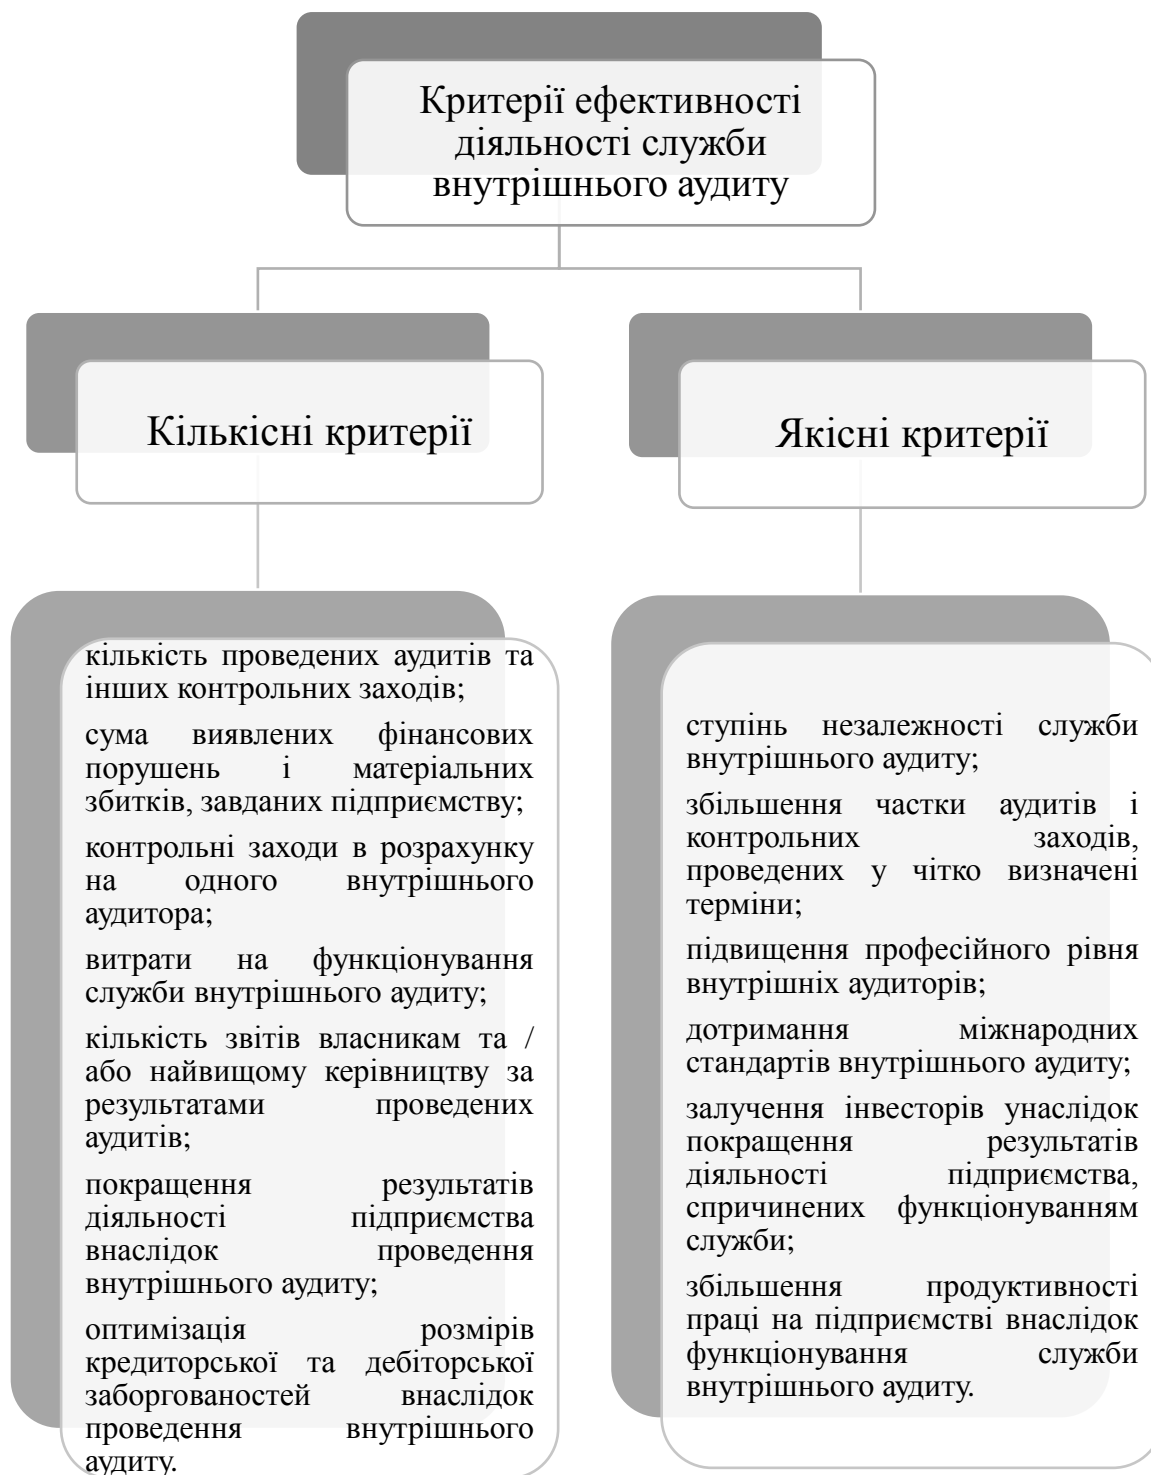 Критерії ефективності
діяльності служби
внутрішнього аудиту
Кількісні критерії
Якісні критерії
кількість проведених аудитів та
інших контрольних заходів;
сума виявлених фінансових
порушень і матеріальних
збитків, завданих підприємству;
контрольні заходи в розрахунку
на одного внутрішнього
аудитора;
витрати на функціонування
служби внутрішнього аудиту;
кількість звітів власникам та /
або найвищому керівництву за
результатами проведених
аудитів;
покращення результатів
діяльності підприємства
внаслідок проведення
внутрішнього аудиту;
оптимізація розмірів
кредиторської та дебіторської
заборгованостей внаслідок
проведення внутрішнього
аудиту.
ступінь незалежності служби
внутрішнього аудиту;
збільшення частки аудитів і
контрольних заходів,
проведених у чітко визначені
терміни;
підвищення професійного рівня
внутрішніх аудиторів;
дотримання міжнародних
стандартів внутрішнього аудиту;
залучення інвесторів унаслідок
покращення результатів
діяльності підприємства,
спричинених функціонуванням
служби;
збільшення продуктивності
праці на підприємстві внаслідок
функціонування служби
внутрішнього аудиту.